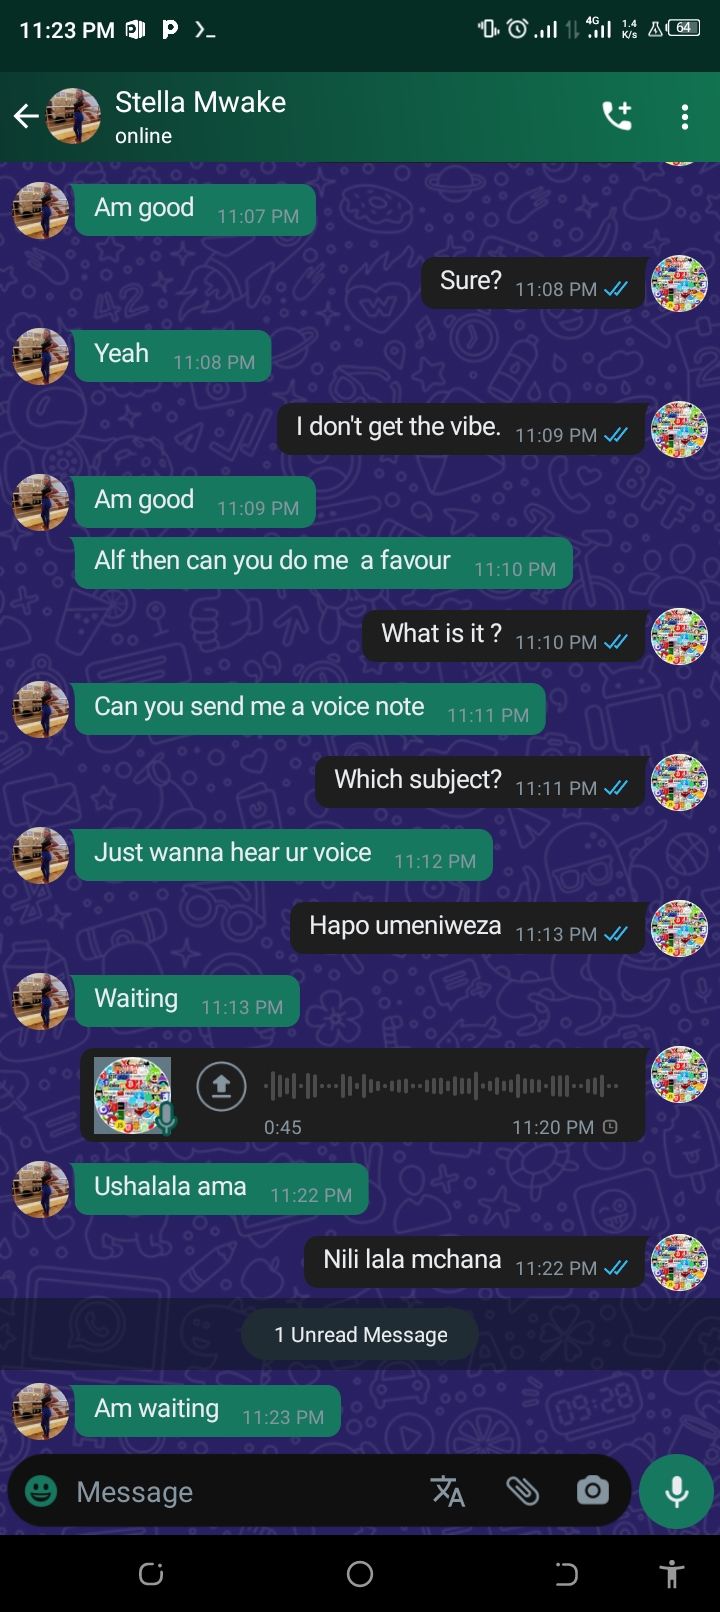 11:23 PM
4G
1.4
K/s
64
Stella Mwake
online
Am good 11:07 PM
Sure? 11:08 PM
Yeah 11:08 PM
I don't get the vibe. 11:09 PM
Am good 11:09 PM
Alf then can you do me  a favour 11:10 PM
What is it ? 11:10 PM
Can you send me a voice note 11:11 PM
Which subject? 11:11 PM
Just wanna hear ur voice 11:12 PM
Hapo umeniweza 11:13 PM
Waiting 11:13 PM
0:45 11:20 PM
Ushalala ama 11:22 PM
Nili lala mchana 11:22 PM
1 Unread Message
Am waiting 11:23 PM
Message